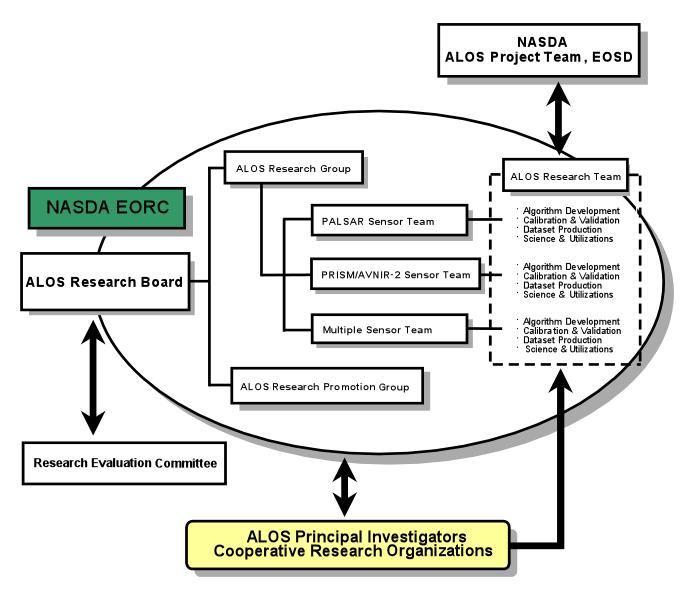 NASDA
ALOS Project Team, EOSD
ALOS Research Group
ALOS Research Team
NASDA EORC
PALSAR Sensor Team
· Algorithm Development
· Calibration & Validation
· Dataset Production
· Science & Utilizations
ALOS Research Board
PRISM/AVNIR-2 Sensor Team
· Algorithm Development
· Calibration & Validation
· Dataset Production
· Science & Utilizations
Multiple Sensor Team
· Algorithm Development
· Calibration & Validation
· Dataset Production
· Science & Utilizations
ALOS Research Promotion Group
Research Evaluation Committee
ALOS Principal Investigators
Cooperative Research Organizations